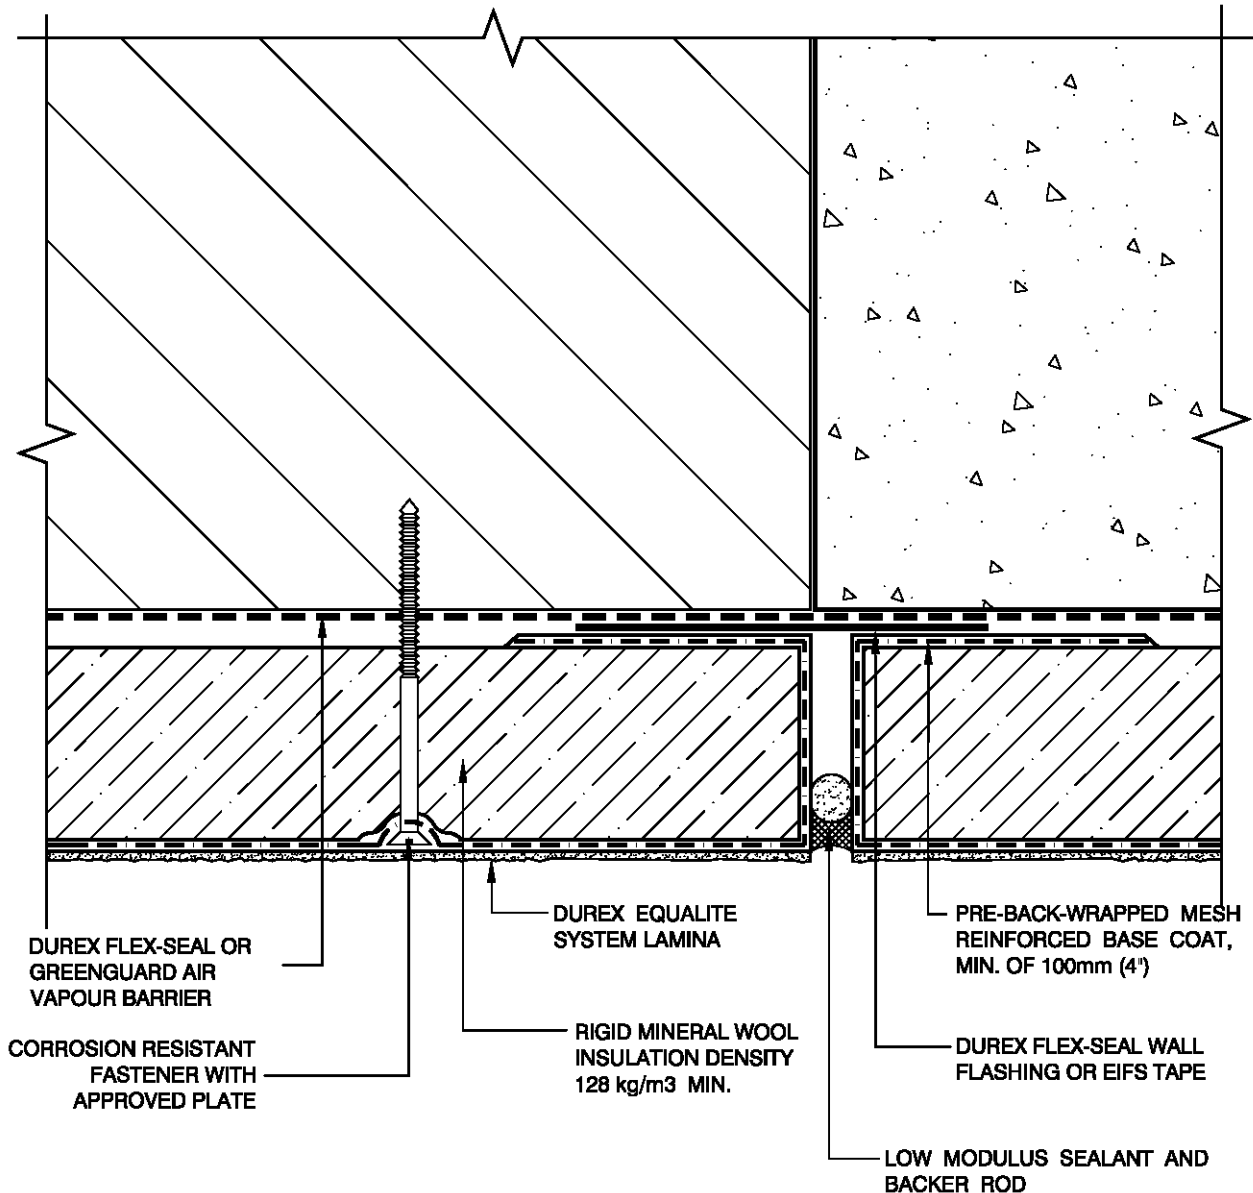 DUREX FLEX-SEAL OR
GREENGUARD AIR
VAPOUR BARRIER
CORROSION RESISTANT
FASTENER WITH
APPROVED PLATE
DUREX EQUALITE
SYSTEM LAMINA
RIGID MINERAL WOOL
INSULATION DENSITY
128 kg/m3 MIN.
PRE-BACK-WRAPPED MESH
REINFORCED BASE COAT,
MIN. OF 100mm (4")
DUREX FLEX-SEAL WALL
FLASHING OR EIFS TAPE
LOW MODULUS SEALANT AND
BACKER ROD